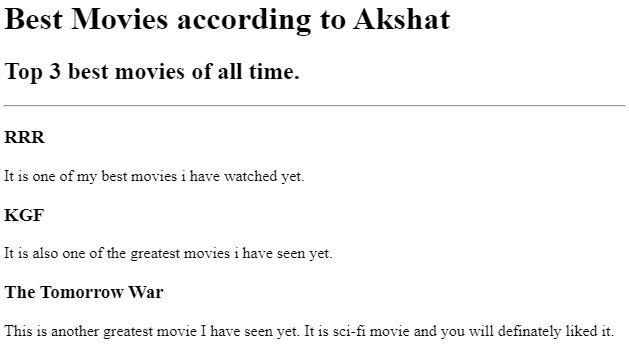 Best Movies according to Akshat
Top 3 best movies of all time.
RRR
It is one of my best movies i have watched yet.
KGF
It is also one of the greatest movies i have seen yet.
The Tomorrow War
This is another greatest movie I have seen yet. It is sci-fi movie and you will definately liked it.